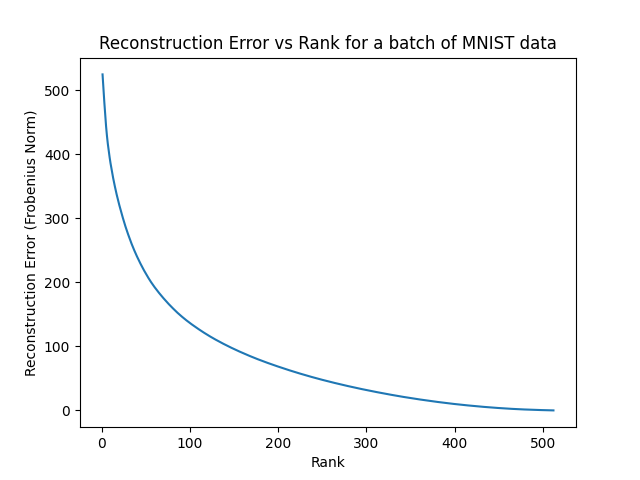 Reconstruction Error vs Rank for a batch of MNIST data
Reconstruction Error (Frobenius Norm)
500
400
300
200
100
0
0 100 200 300 400 500
Rank